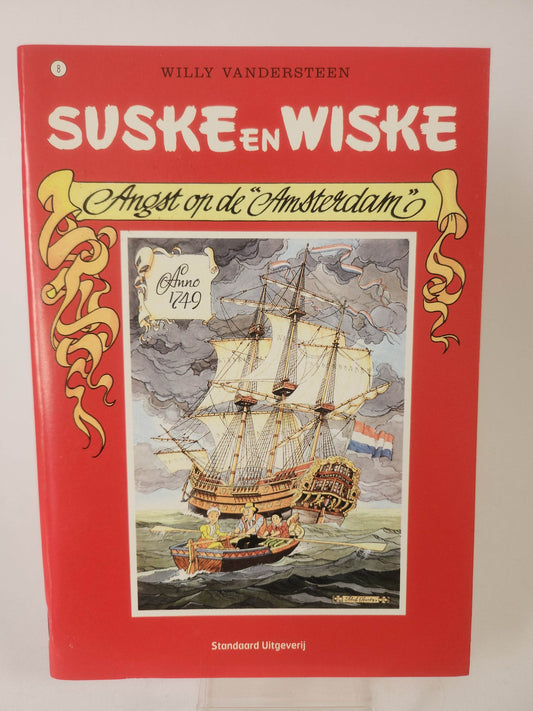 8
WILLY VANDERSTEEN
SUSKE EN WISKE
Angst op de "Amsterdam"
Anno
1749
Standaard Uitgeverij